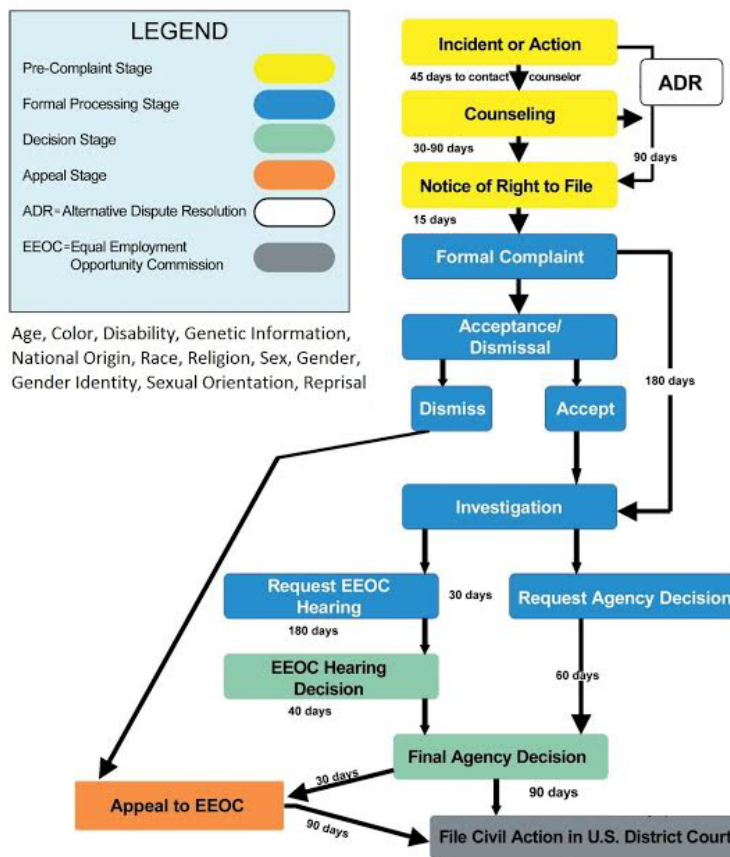 LEGEND
Pre-Complaint Stage
Formal Processing Stage
Decision Stage
Appeal Stage
ADR=Alternative Dispute Resolution
EEOC=Equal Employment
Opportunity Commission
Age, Color, Disability, Genetic Information,
National Origin, Race, Religion, Sex, Gender,
Gender Identity, Sexual Orientation, Reprisal
Incident or Action
45 days to contact counselor
ADR
Counseling
30-90 days
90 days
Notice of Right to File
15 days
Formal Complaint
Acceptance/
Dismissal
180 days
Dismiss
Accept
Investigation
Request EEOC
Hearing
30 days
Request Agency Decision
180 days
EEOC Hearing
Decision
60 days
40 days
Final Agency Decision
30 days
90 days
Appeal to EEOC
90 days
File Civil Action in U.S. District Court